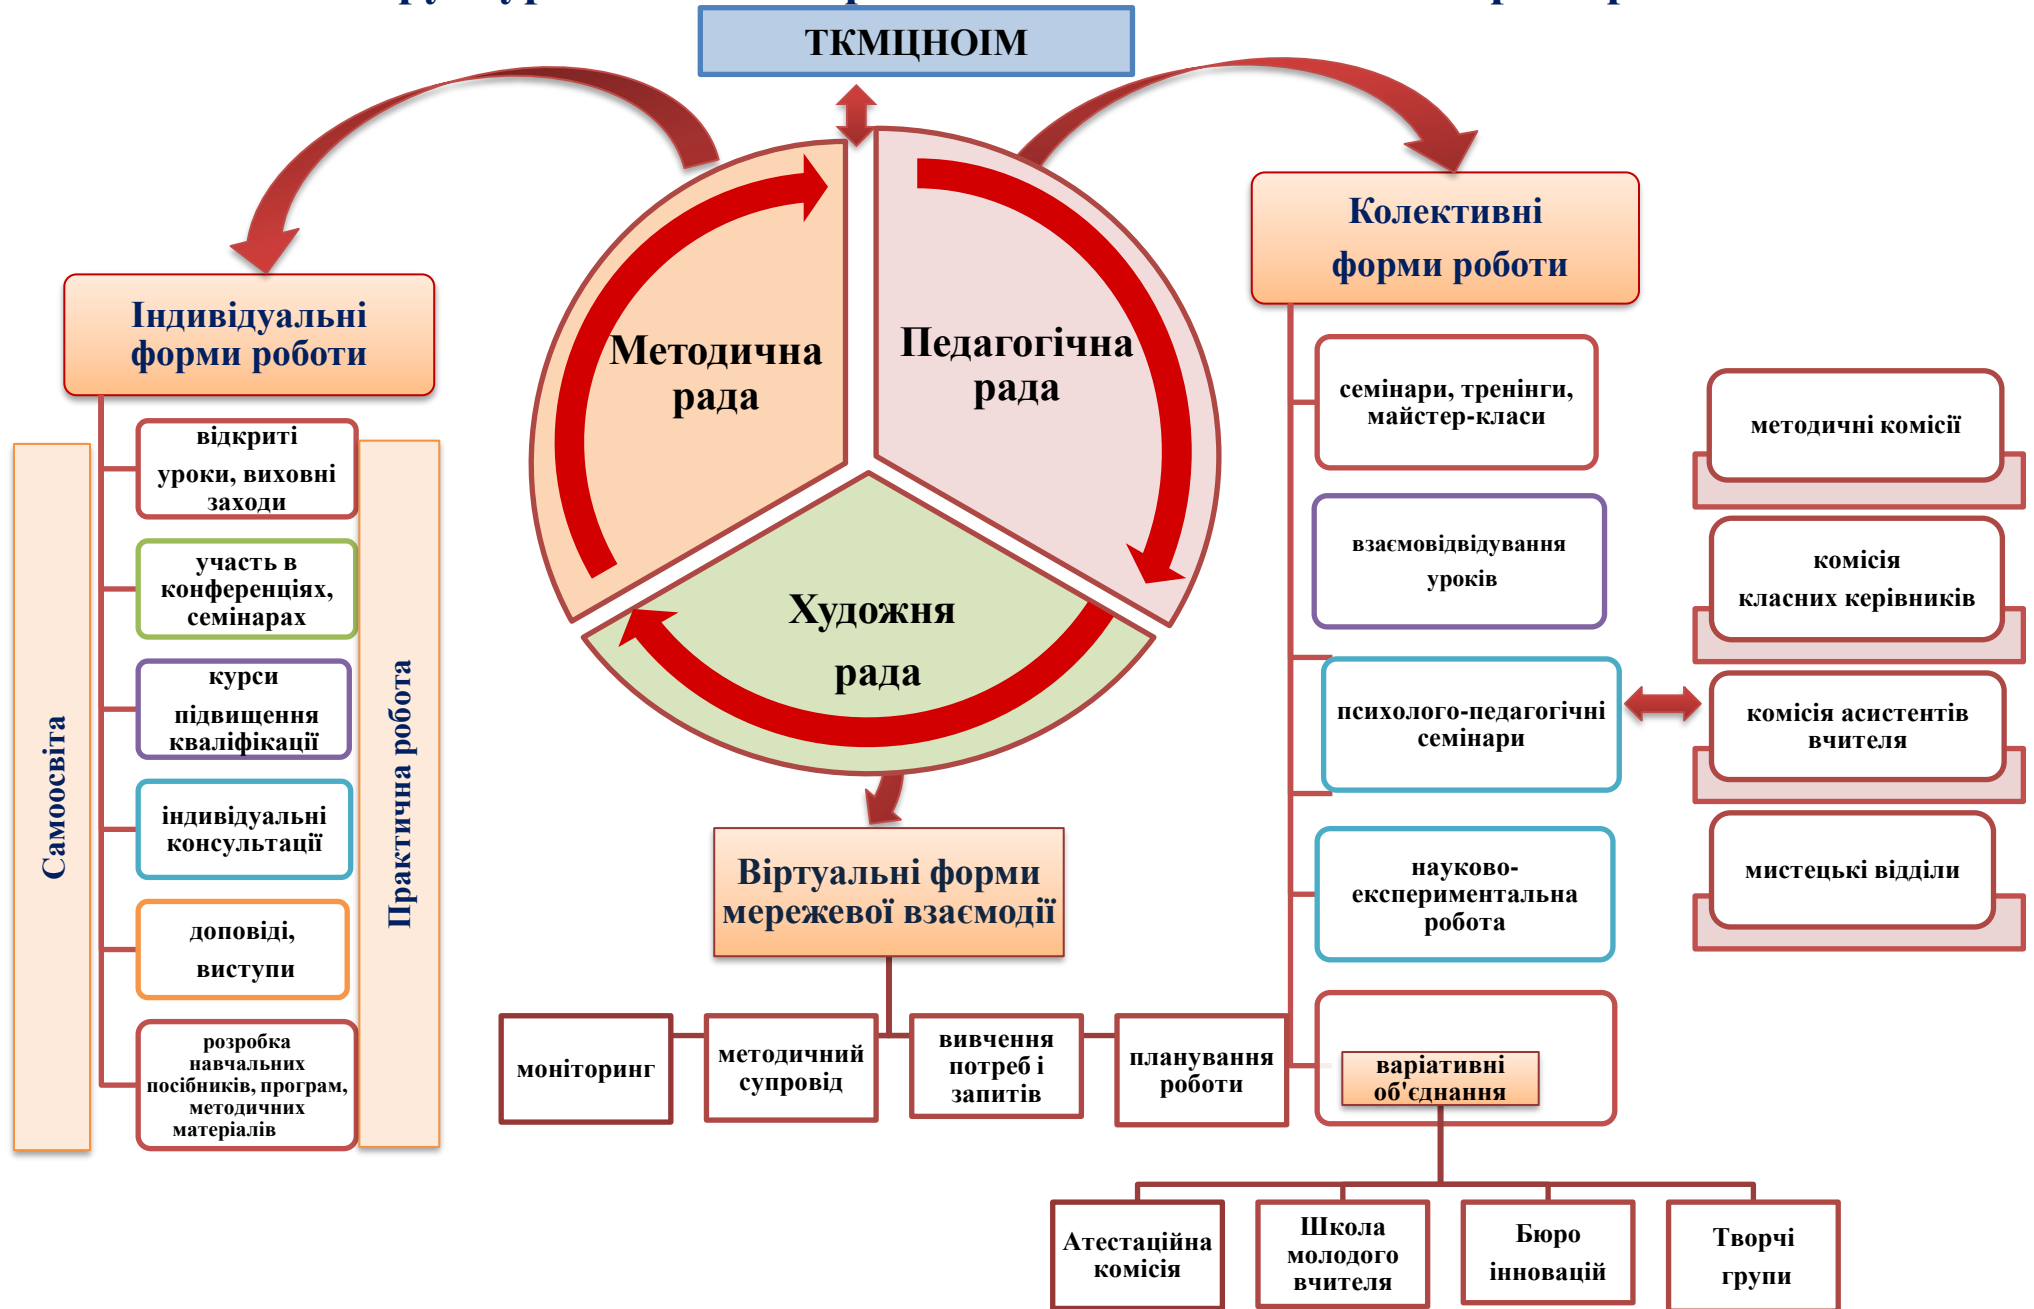 ТКМЦНОІМ
Методична
рада
Педагогічна
рада
Художня
рада
Індивідуальні
форми роботи
Самоосвіта
відкриті
уроки, виховні
заходи
участь в
конференціях,
семінарах
курси
підвищення
кваліфікації
індивідуальні
консультації
доповіді,
виступи
розробка
навчальних
посібників, програм,
методичних
матеріалів
Практична робота
Віртуальні форми
мережевої взаємодії
моніторинг
методичний
супровід
вивчення
потреб і
запитів
планування
роботи
Колективні
форми роботи
семінари, тренінги,
майстер-класи
взаємовідвідування
уроків
психолого-педагогічні
семінари
науково-
експериментальна
робота
варіативні
об'єднання
Атестаційна
комісія
Школа
молодого
вчителя
Бюро
інновацій
Творчі
групи
методичні комісії
комісія
класних керівників
комісія асистентів
вчителя
мистецькі відділи